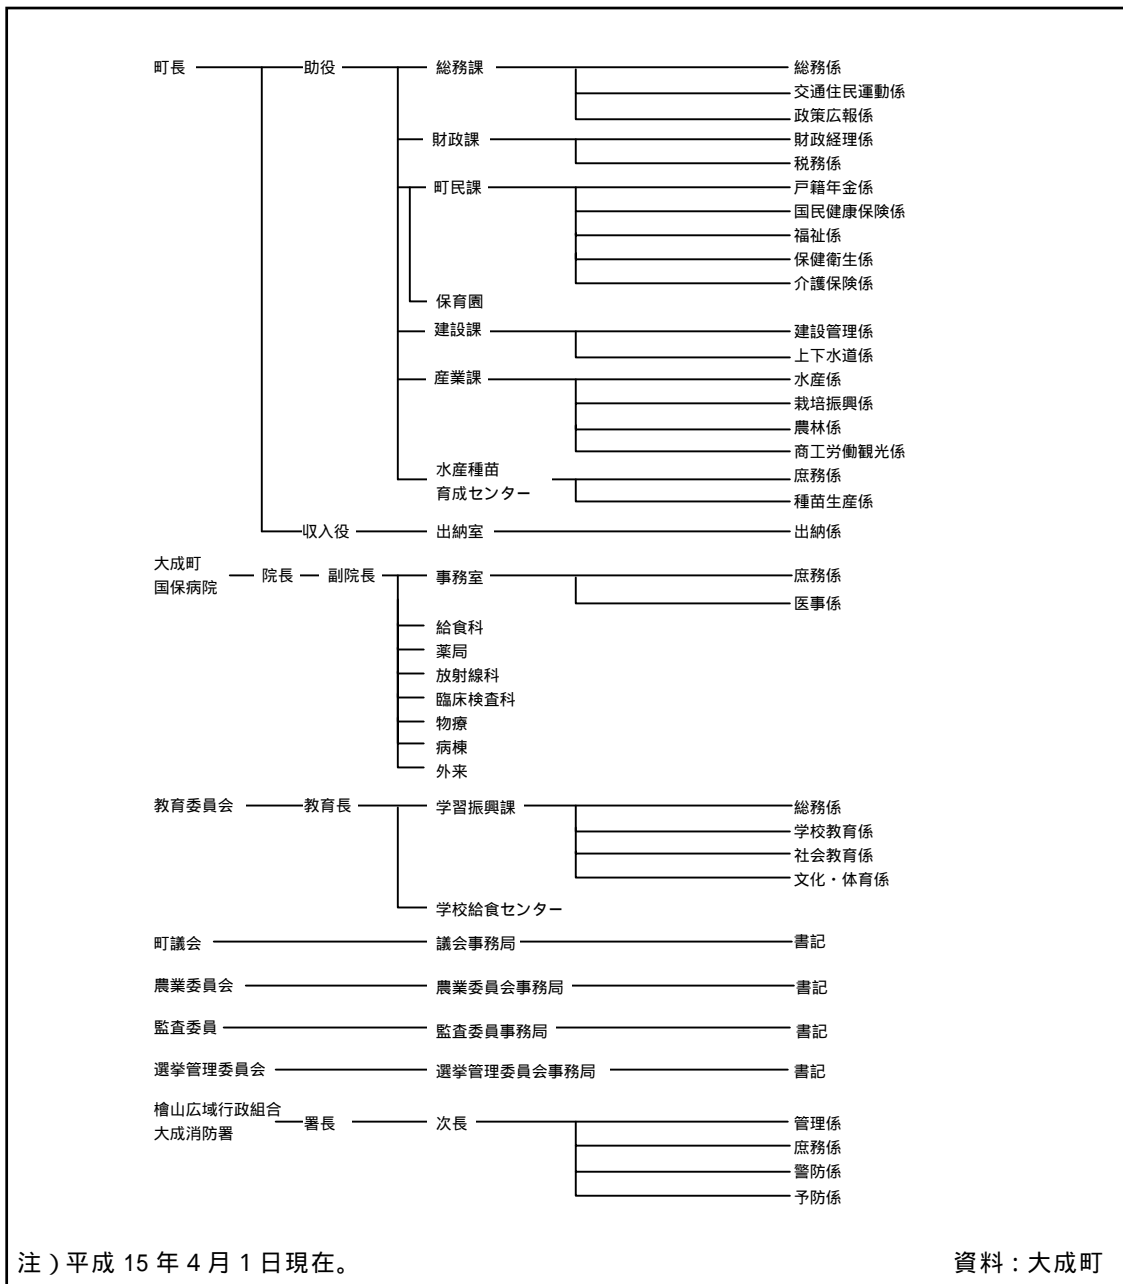 町長 助役 総務課 総務係
交通住民運動係
政策広報係
財政課 財政経理係
税務係
町民課 戸籍年金係
国民健康保険係
福祉係
保健衛生係
介護保険係
保育園
建設課 建設管理係
上下水道係
産業課 水産係
栽培振興係
農林係
商工労働観光係
水産種苗
育成センター
庶務係
種苗生産係
収入役 出納室 出納係
大成町
国保病院
院長 副院長 事務室 庶務係
医事係
給食科
薬局
放射線科
臨床検査科
物療
病棟
外来
教育委員会 教育長 学習振興課 総務係
学校教育係
社会教育係
文化・体育係
学校給食センター
町議会 議会事務局 書記
農業委員会 農業委員会事務局 書記
監査委員 監査委員事務局 書記
選挙管理委員会 選挙管理委員会事務局 書記
檜山広域行政組合
大成消防署
署長 次長 管理係
庶務係
警防係
予防係
注）平成 15 年 4 月 1 日現在。 資料：大成町